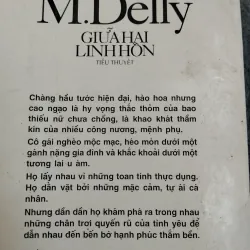 M.Delly
GIỮA HAI
LINH HỒN
TIỂU THUYẾT
Chàng hầu tước hiện đại, hào hoa nhưng
cao ngạo là hy vọng thắc thỏm của bao
thiếu nữ chưa chồng, là khao khát thầm
kín của nhiều công nương, mệnh phụ.
Cô gái nghèo mộc mạc, héo mòn dưới một
gánh nặng gia đình và khắc khoải dưới một
tương lai u ám.
Họ lấy nhau vì những toan tính thực dụng.
Họ dằn vặt bởi những mặc cảm, tự ái cá
nhân.
Nhưng dần dần họ khám phá ra trong nhau
những chân trời quyến rũ của tình yêu để
dẫn nhau đến bến bờ hạnh phúc thắm bền.